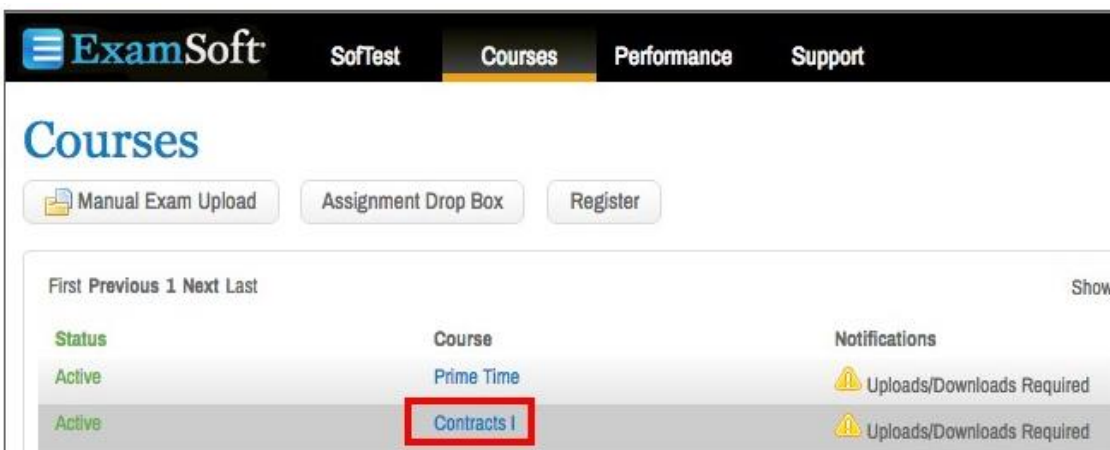 ExamSoft SofTest Courses Performance Support
Courses
Manual Exam Upload Assignment Drop Box Register
First Previous 1 Next Last Show
Status Course Notifications
Active Prime Time Uploads/Downloads Required
Active Contracts I Uploads/Downloads Required